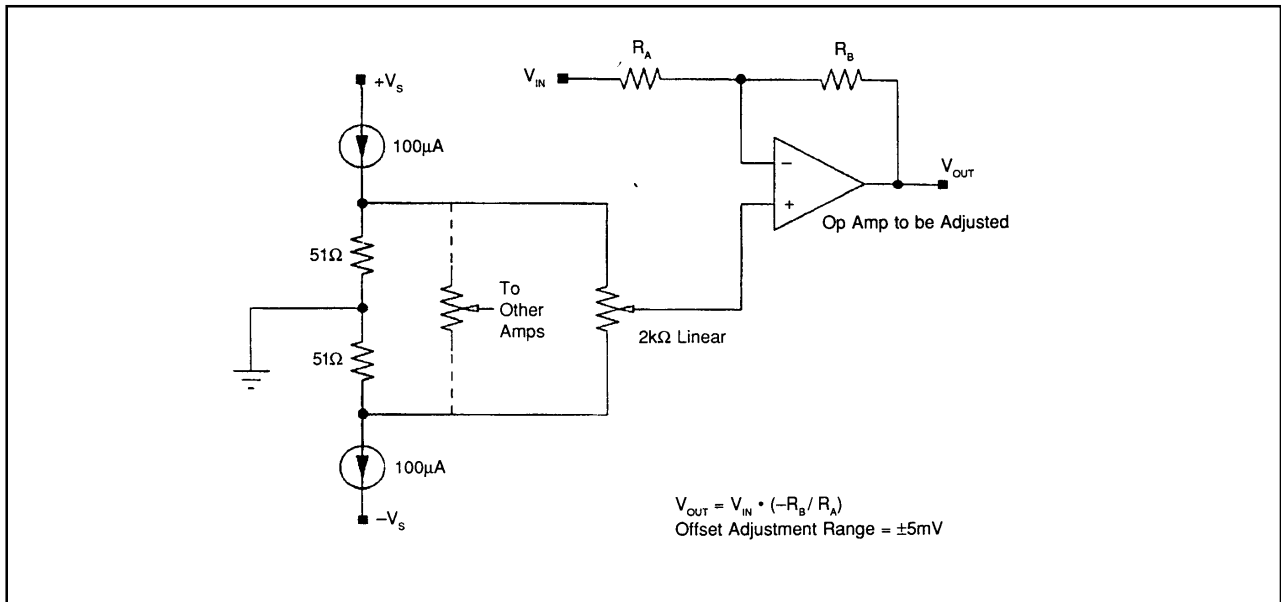 +V_S
100µA
51Ω
51Ω
100µA
–V_S
To
Other
Amps
2kΩ Linear
V_IN
R_A
R_B
–
+
V_OUT
Op Amp to be Adjusted
V_OUT = V_IN • (–R_B / R_A)
Offset Adjustment Range = ±5mV